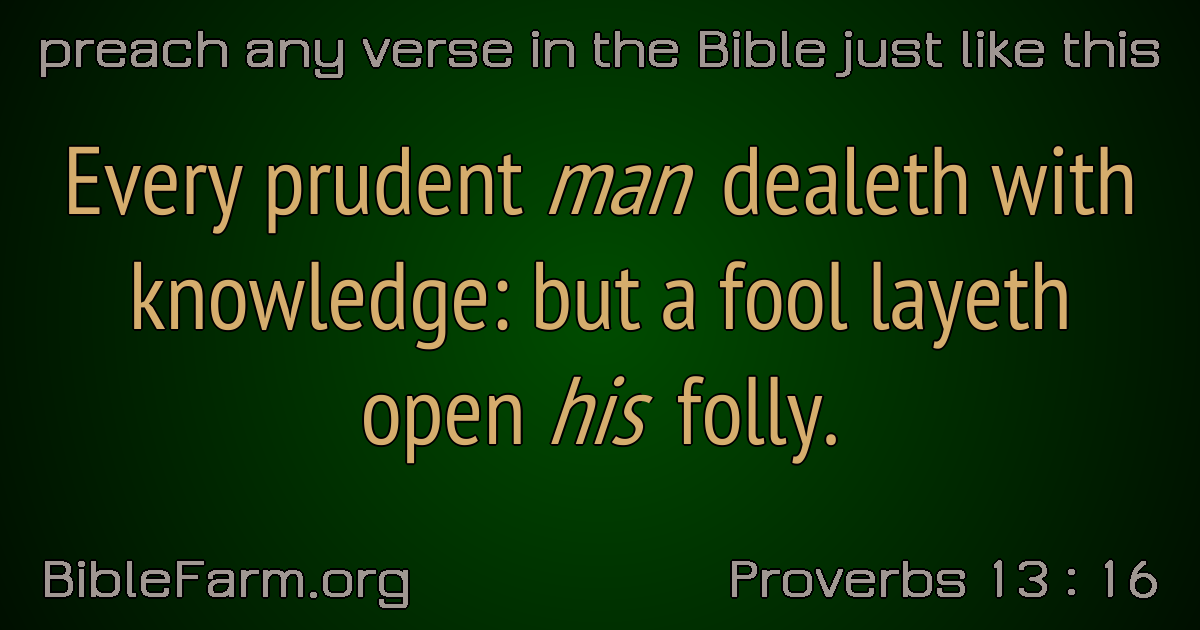 preach any verse in the Bible just like this
Every prudent man dealeth with
knowledge: but a fool layeth
open his folly.
BibleFarm.org
Proverbs 13 : 16